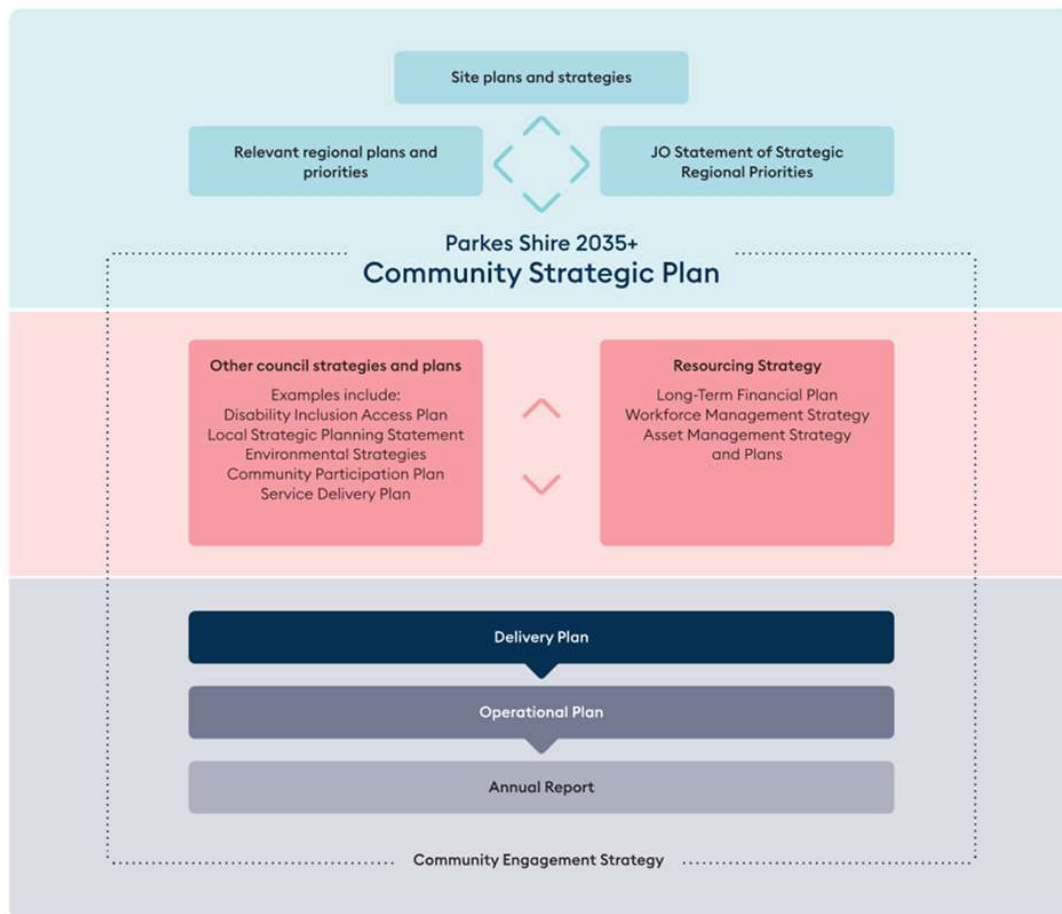 Site plans and strategies
Relevant regional plans and
priorities
JO Statement of Strategic
Regional Priorities
Parkes Shire 2035+
Community Strategic Plan
Other council strategies and plans
Examples include:
Disability Inclusion Access Plan
Local Strategic Planning Statement
Environmental Strategies
Community Participation Plan
Service Delivery Plan
Resourcing Strategy
Long-Term Financial Plan
Workforce Management Strategy
Asset Management Strategy
and Plans
Delivery Plan
Operational Plan
Annual Report
Community Engagement Strategy